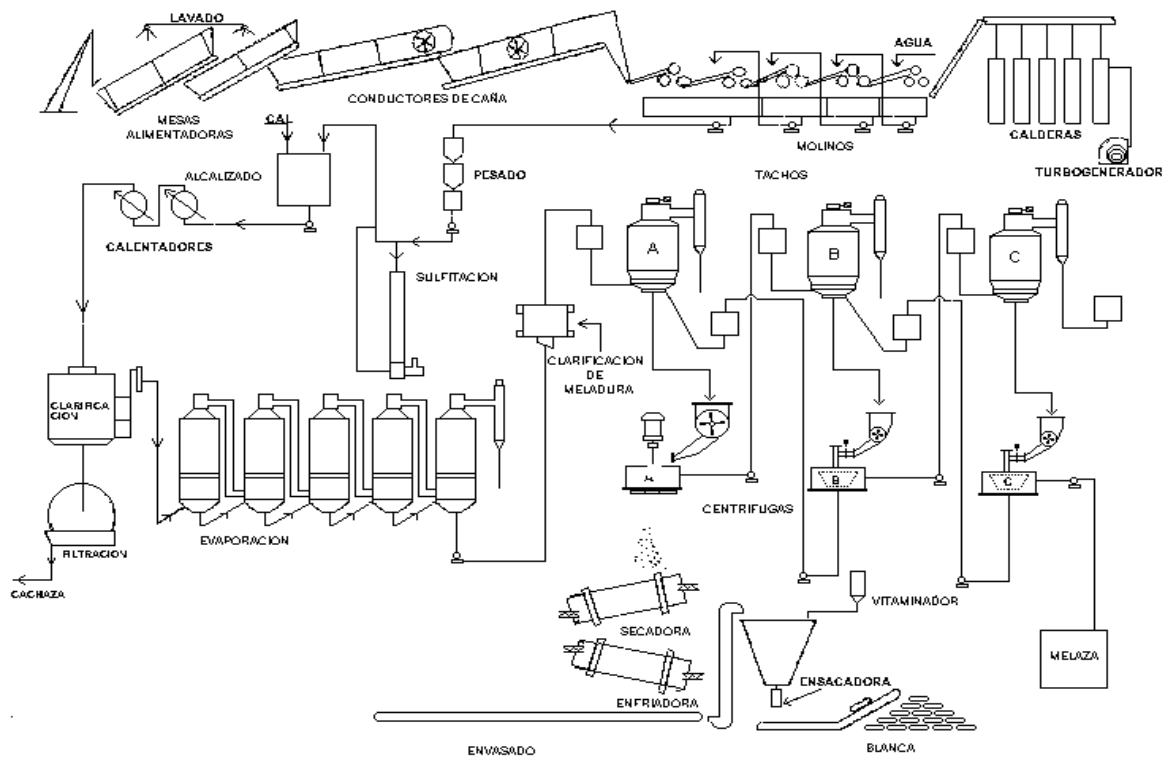 LAVADO
AGUA
CONDUCTORES DE CAÑA
MESAS
ALIMENTADORAS
CAL
MOLINOS
CALDERAS
TURBOGENERADOR
ALCALIZADO
PESADO
TACHOS
CALENTADORES
SULFITACION
A
B
C
CLARIFICACION
DE
MELADURA
CLARIFICA
CION
A
B
C
CENTRIFUGAS
EVAPORACION
FILTRACION
CACHAZA
VITAMINADOR
SECADORA
MELAZA
ENSACADORA
ENFRIADORA
ENVASADO
BLANCA